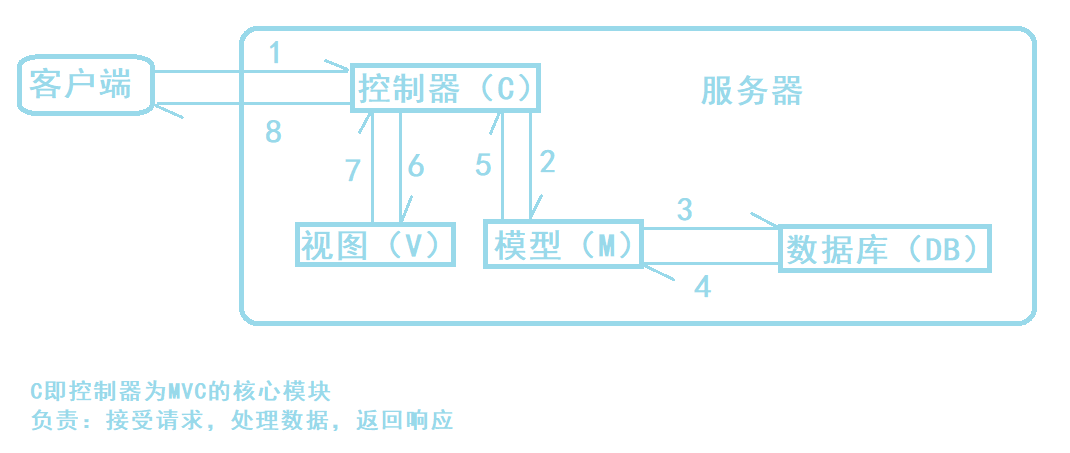 1
客户端
控制器（C）
服务器
8
7
6
5
2
3
视图（V）
模型（M）
数据库（DB）
4
C即控制器为MVC的核心模块
负责：接受请求，处理数据，返回响应